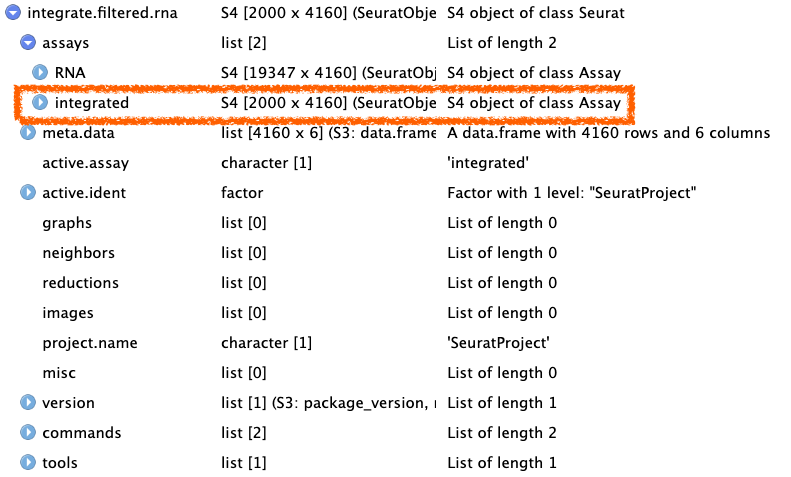 integrate.filtered.rna S4 [2000 x 4160] (SeuratObje S4 object of class Seurat
assays list [2] List of length 2
RNA S4 [19347 x 4160] (SeuratObj S4 object of class Assay
integrated S4 [2000 x 4160] (SeuratObje S4 object of class Assay
meta.data list [4160 x 6] (S3: data.frame A data.frame with 4160 rows and 6 columns
active.assay character [1] 'integrated'
active.ident factor Factor with 1 level: "SeuratProject"
graphs list [0] List of length 0
neighbors list [0] List of length 0
reductions list [0] List of length 0
images list [0] List of length 0
project.name character [1] 'SeuratProject'
misc list [0] List of length 0
version list [1] (S3: package_version, r List of length 1
commands list [2] List of length 2
tools list [1] List of length 1